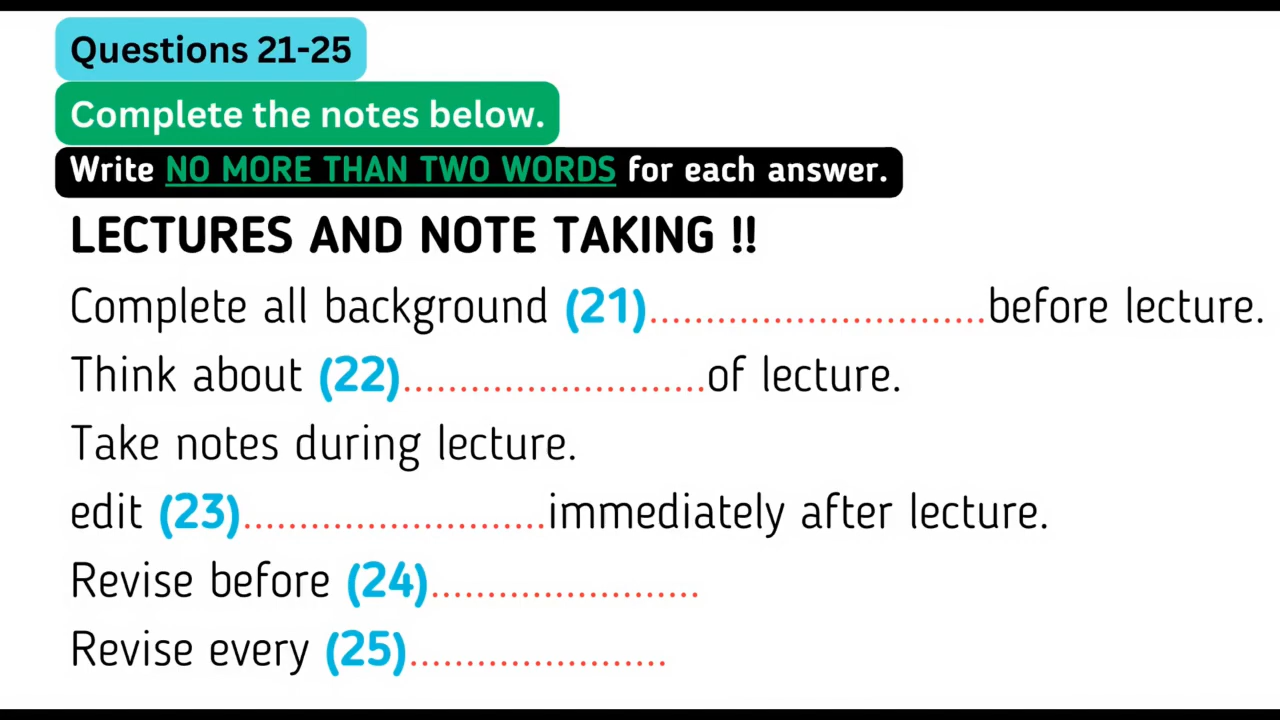 Questions 21-25
Complete the notes below.
Write NO MORE THAN TWO WORDS for each answer.
LECTURES AND NOTE TAKING !!
Complete all background (21)..............................before lecture.
Think about (22)...........................of lecture.
Take notes during lecture.
edit (23)...........................immediately after lecture.
Revise before (24)........................
Revise every (25).......................